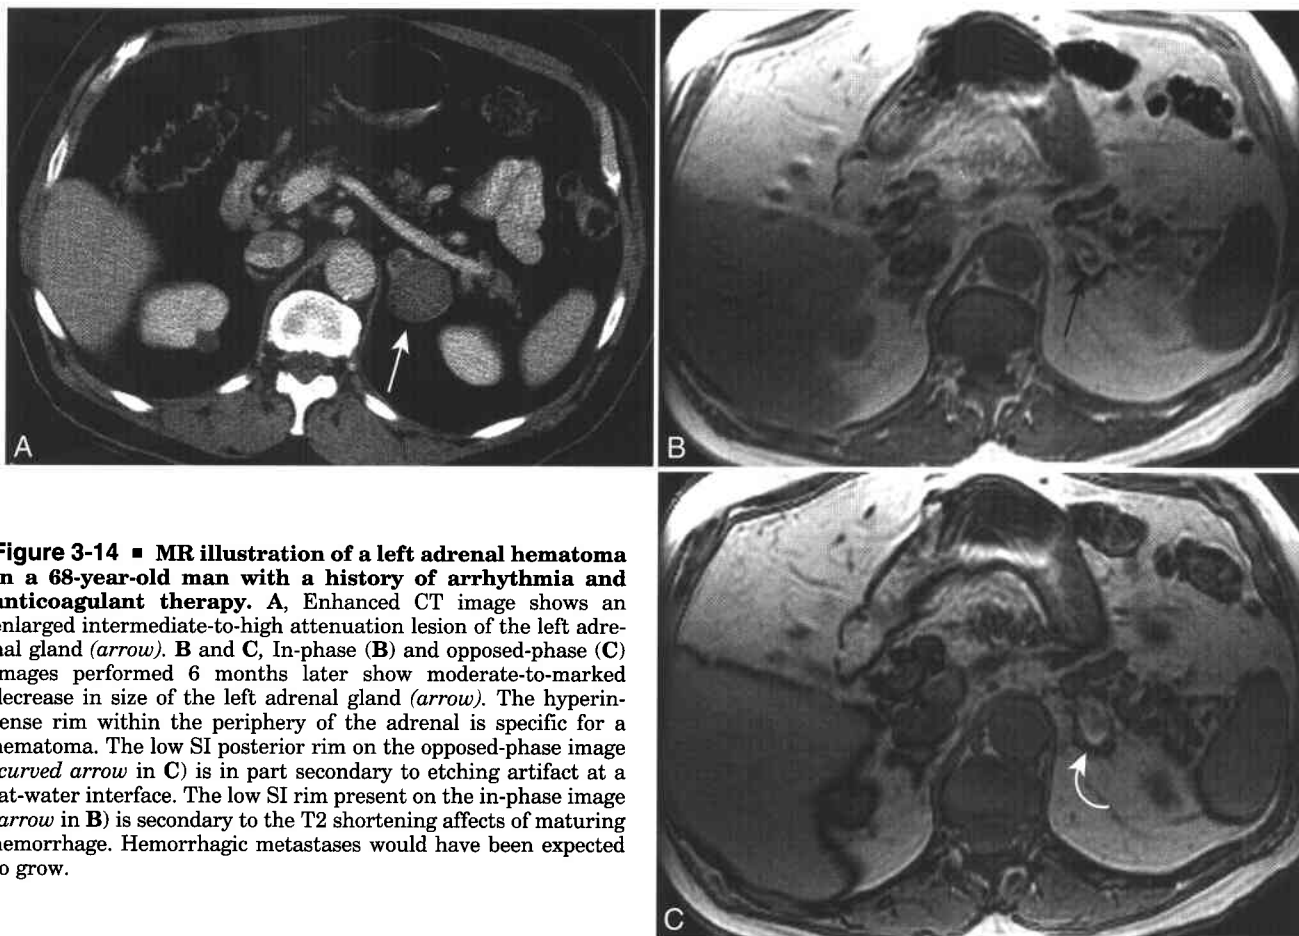 A
B
Figure 3-14 ■ MR illustration of a left adrenal hematoma
n a 68-year-old man with a history of arrhythmia and
nticoagulant therapy. A, Enhanced CT image shows an
nlarged intermediate-to-high attenuation lesion of the left adre-
al gland (arrow). B and C, In-phase (B) and opposed-phase (C)
mages performed 6 months later show moderate-to-marked
ecrease in size of the left adrenal gland (arrow). The hyperin-
ense rim within the periphery of the adrenal is specific for a
ematoma. The low SI posterior rim on the opposed-phase image
curved arrow in C) is in part secondary to etching artifact at a
at-water interface. The low SI rim present on the in-phase image
arrow in B) is secondary to the T2 shortening affects of maturing
emorrhage. Hemorrhagic metastases would have been expected
o grow.
C